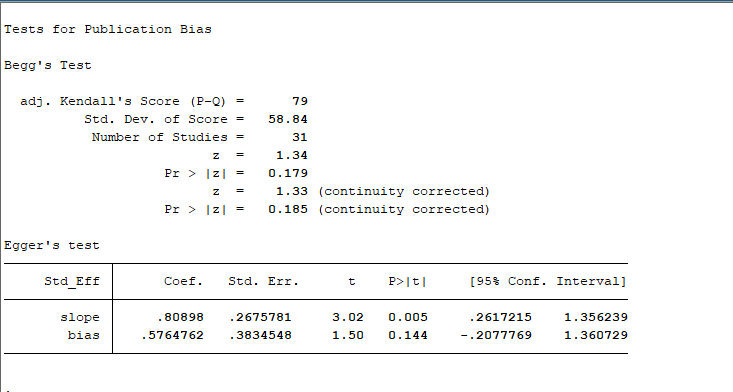 Tests for Publication Bias
Begg's Test
adj. Kendall's Score (P-Q) = 79
Std. Dev. of Score = 58.84
Number of Studies = 31
z = 1.34
Pr > |z| = 0.179
z = 1.33 (continuity corrected)
Pr > |z| = 0.185 (continuity corrected)
Egger's test
Std_Eff Coef. Std. Err. t P>|t| [95% Conf. Interval]
slope .80898 .2675781 3.02 0.005 .2617215 1.356239
bias .5764762 .3834548 1.50 0.144 -.2077769 1.360729